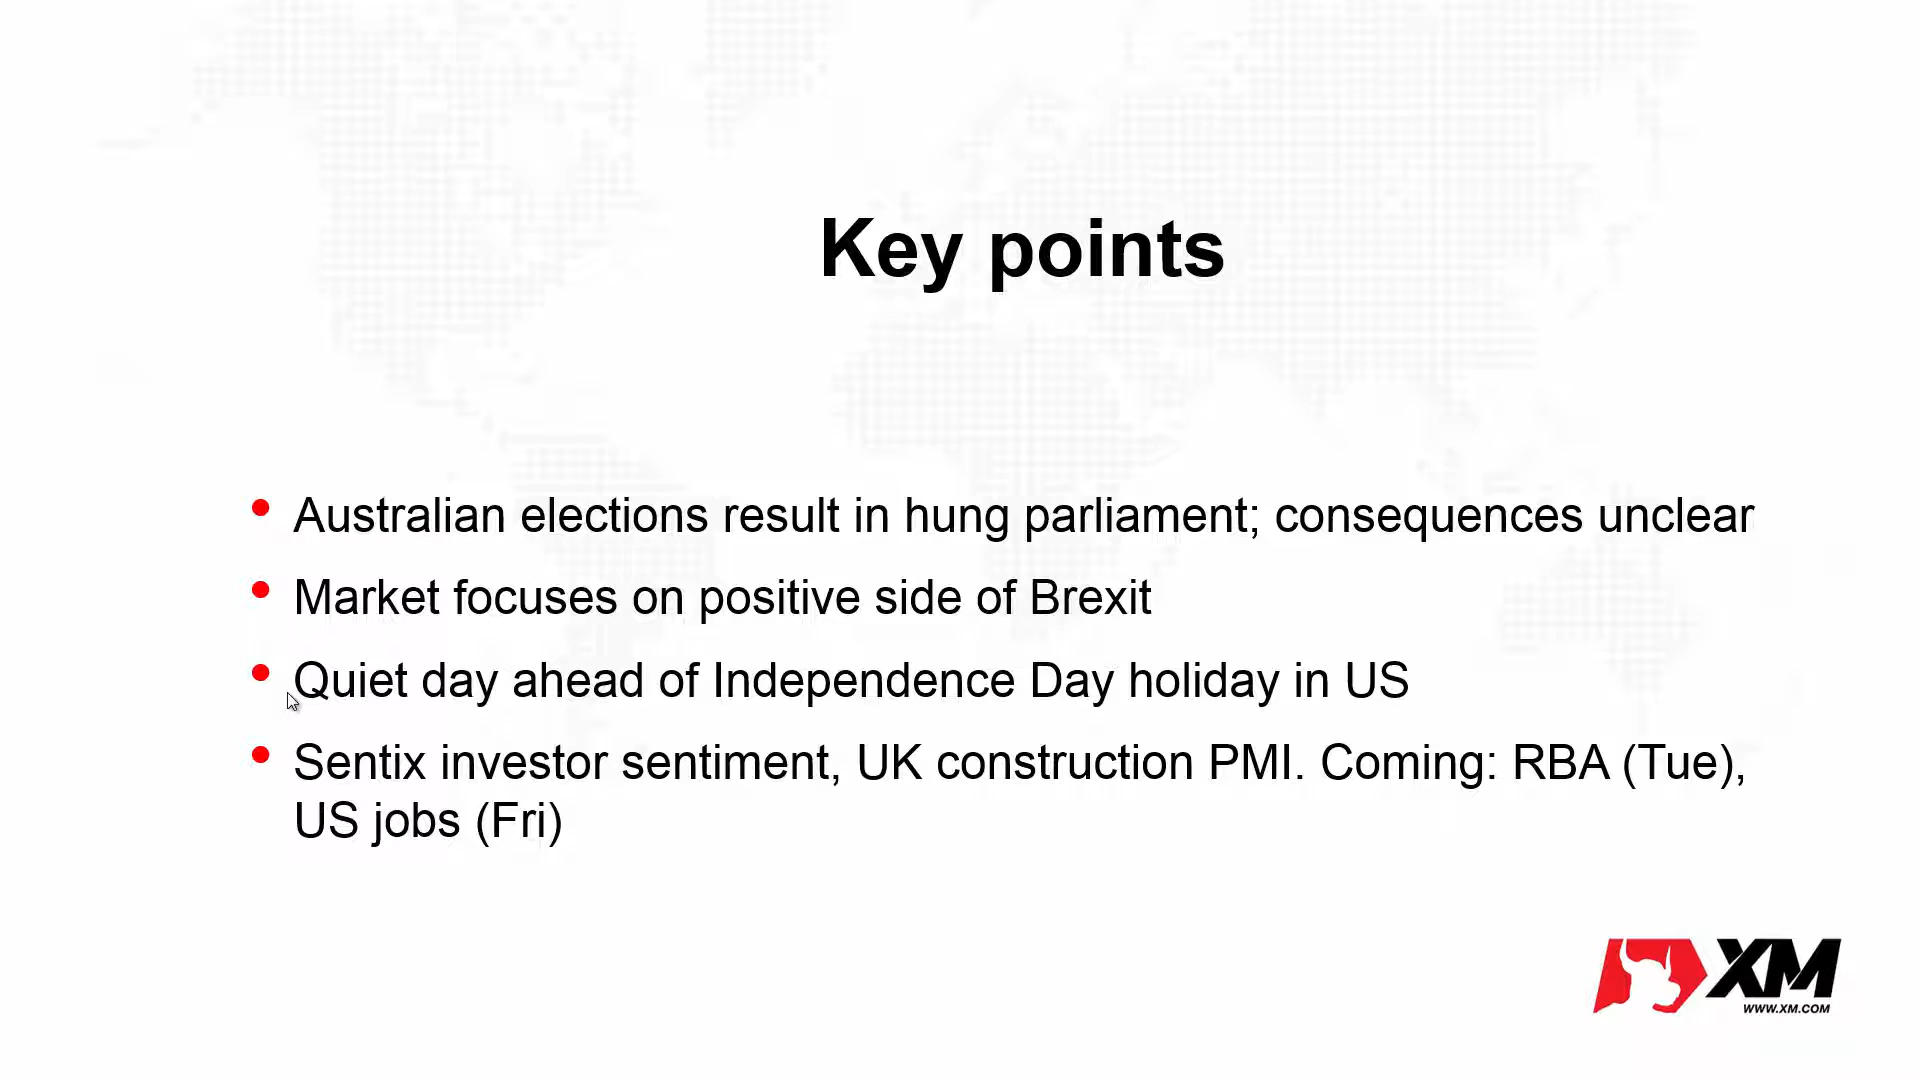 Key points
• Australian elections result in hung parliament; consequences unclear
• Market focuses on positive side of Brexit
• Quiet day ahead of Independence Day holiday in US
• Sentix investor sentiment, UK construction PMI. Coming: RBA (Tue),
US jobs (Fri)
XM
WWW.XM.COM